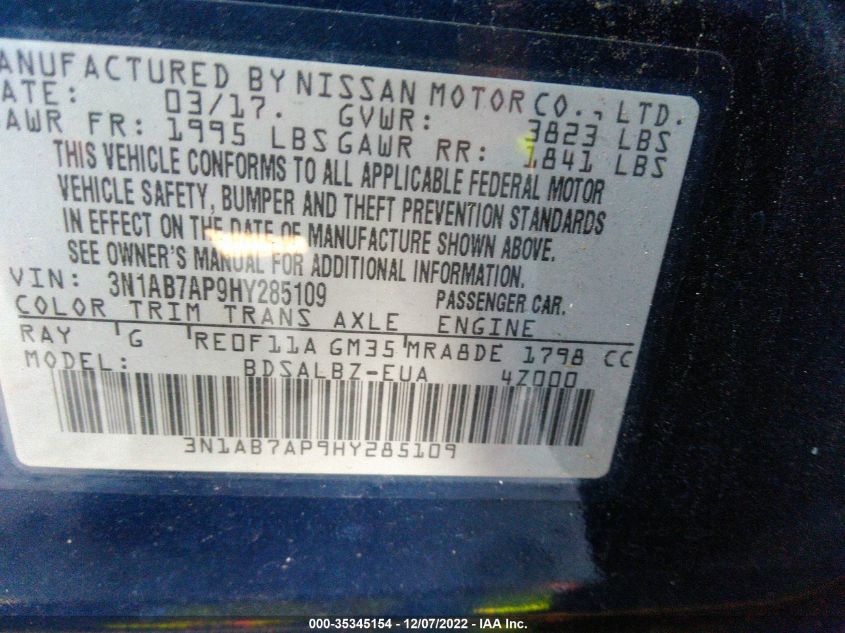 ANUFACTURED BY NISSAN MOTOR CO., LTD.
ATE: 03/17. GVWR: 3823 LBS
AWR FR: 1995 LBS GAWR RR: 1841 LBS
THIS VEHICLE CONFORMS TO ALL APPLICABLE FEDERAL MOTOR
VEHICLE SAFETY, BUMPER AND THEFT PREVENTION STANDARDS
IN EFFECT ON THE DATE OF MANUFACTURE SHOWN ABOVE.
SEE OWNER'S MANUAL FOR ADDITIONAL INFORMATION.
VIN: 3N1AB7AP9HY285109 PASSENGER CAR.
COLOR TRIM TRANS AXLE ENGINE
RAY G RE0F11A GM35 MRA8DE 1798 CC
MODEL: BDSALBZ-EUA 4Z000
3N1AB7AP9HY285109
000-35345154 - 12/07/2022 - IAA Inc.